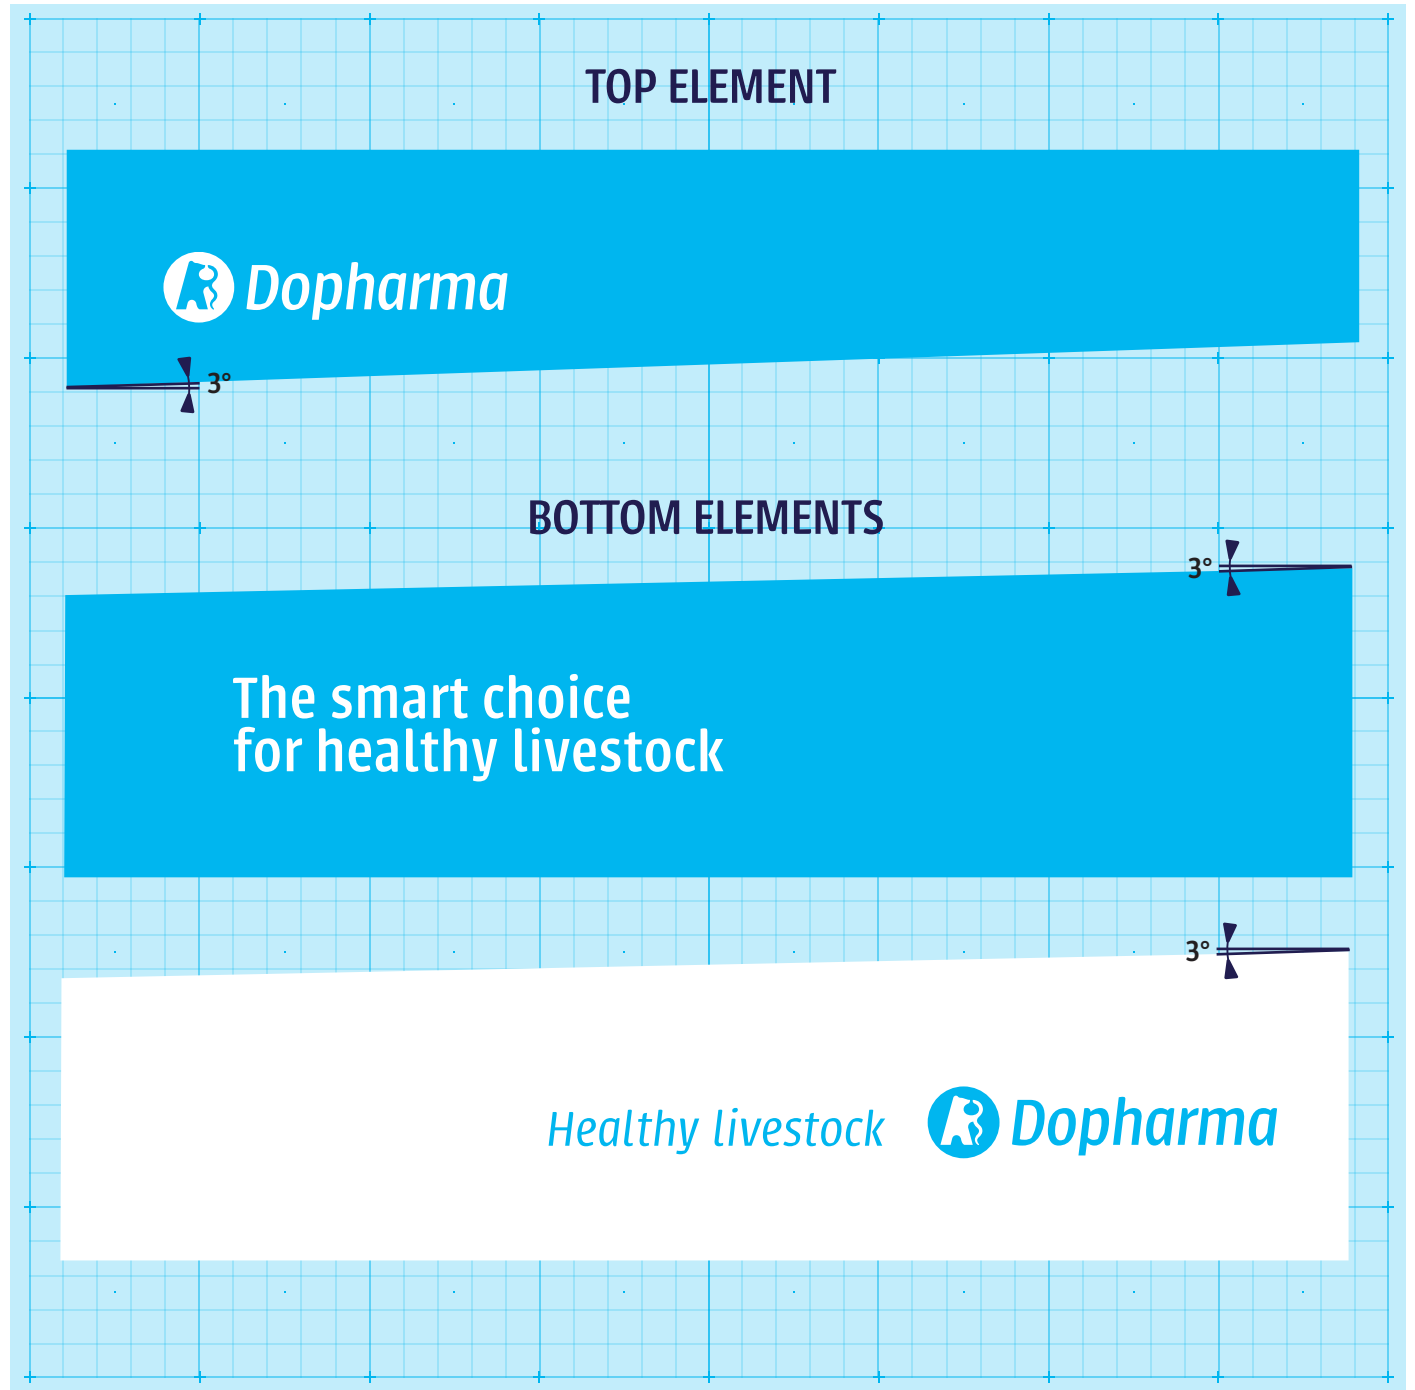 TOP ELEMENT
Dopharma
3°
BOTTOM ELEMENTS
3°
The smart choice
for healthy livestock
3°
Healthy livestock
Dopharma